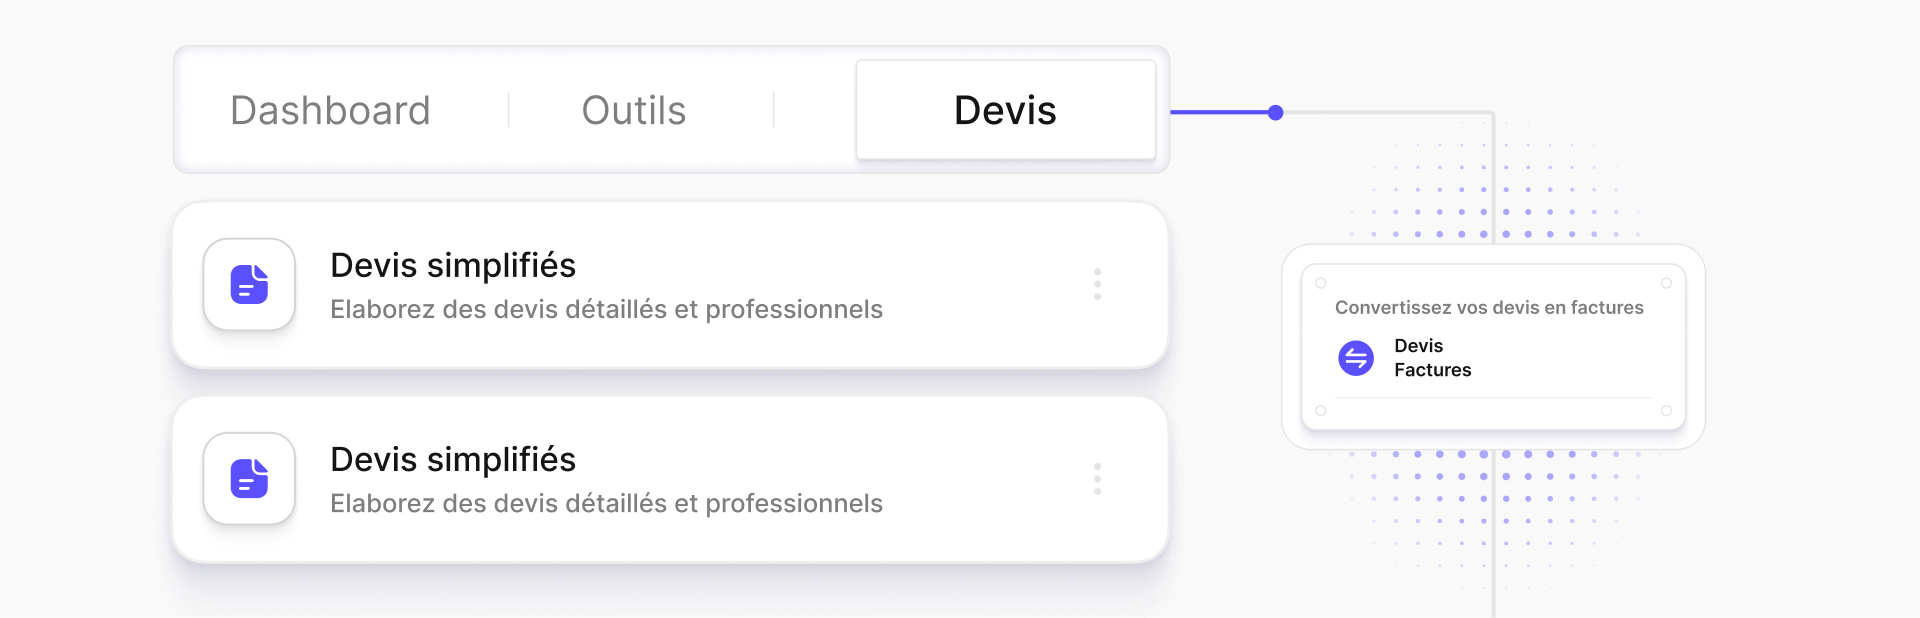 Dashboard
Outils
Devis
Devis simplifiés
Elaborez des devis détaillés et professionnels
Devis simplifiés
Elaborez des devis détaillés et professionnels
Convertissez vos devis en factures
Devis
Factures